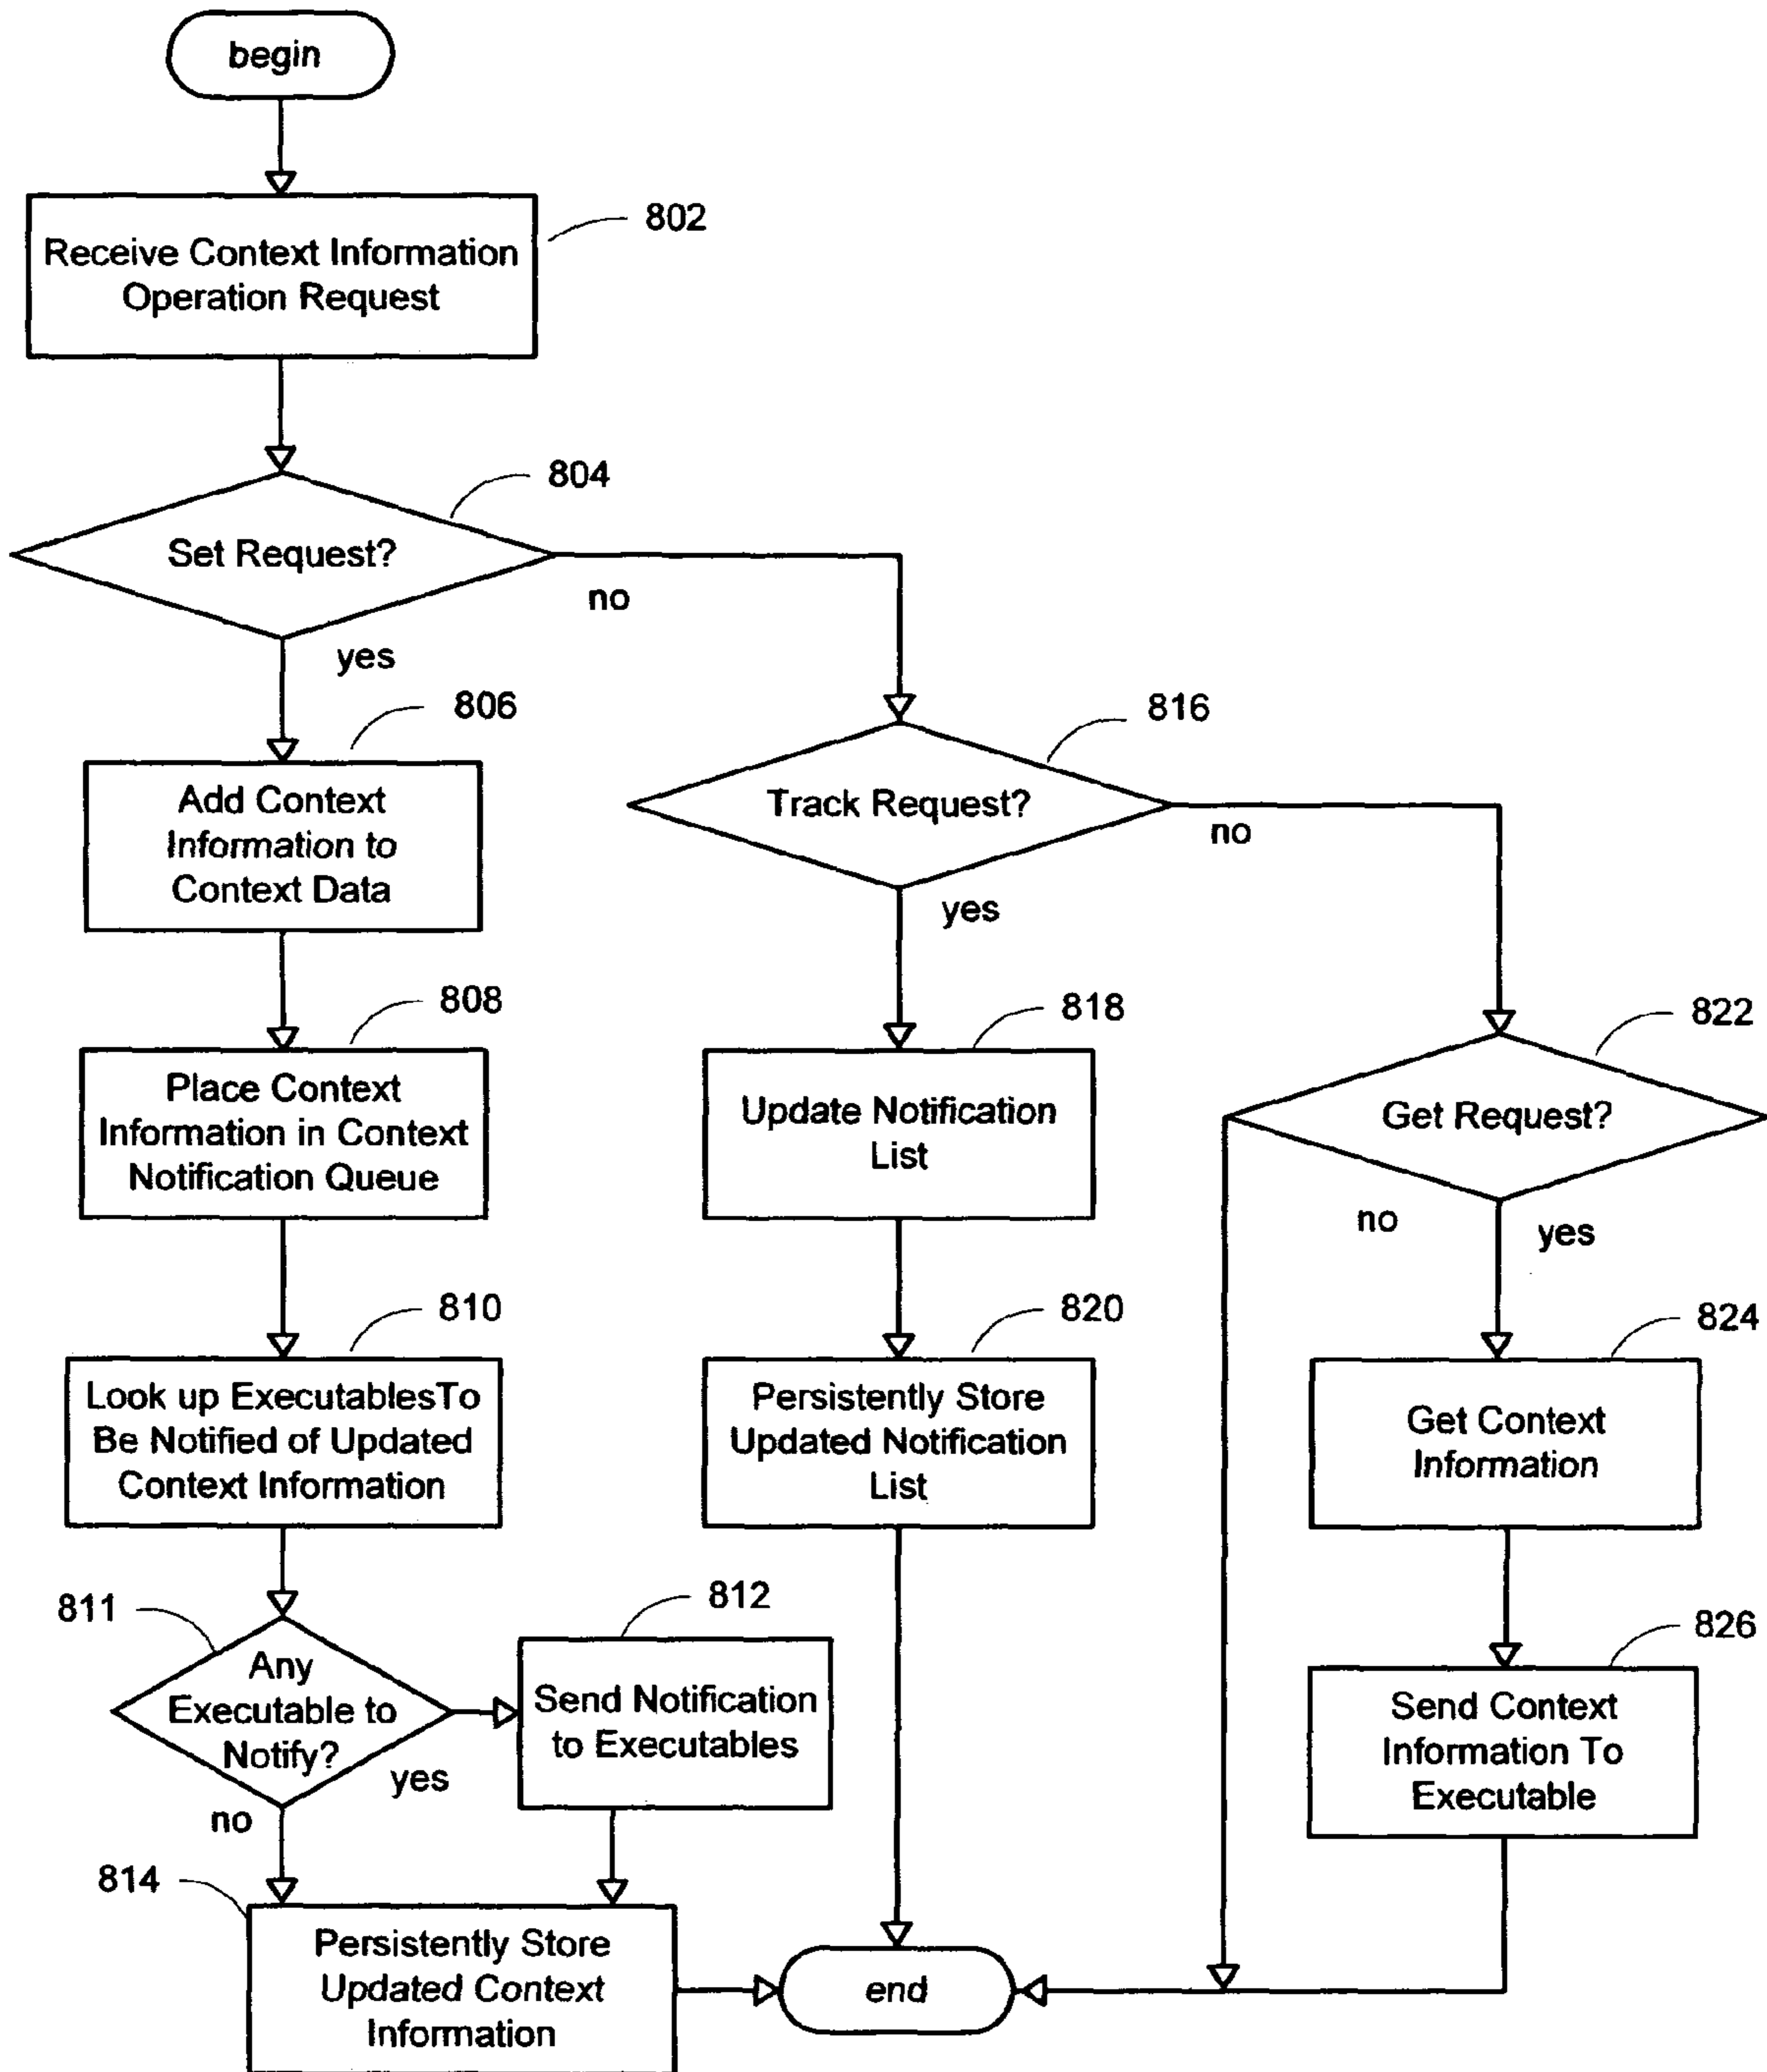 begin
802
Receive Context Information
Operation Request
804
Set Request?
no
yes
806
Add Context
Information to
Context Data
816
Track Request?
no
yes
808
Place Context
Information in Context
Notification Queue
818
Update Notification
List
822
Get Request?
no
yes
810
Look up ExecutablesTo
Be Notified of Updated
Context Information
820
Persistently Store
Updated Notification
List
824
Get Context
Information
811
Any
Executable to
Notify?
yes
no
812
Send Notification
to Executables
826
Send Context
Information To
Executable
814
Persistently Store
Updated Context
Information
end